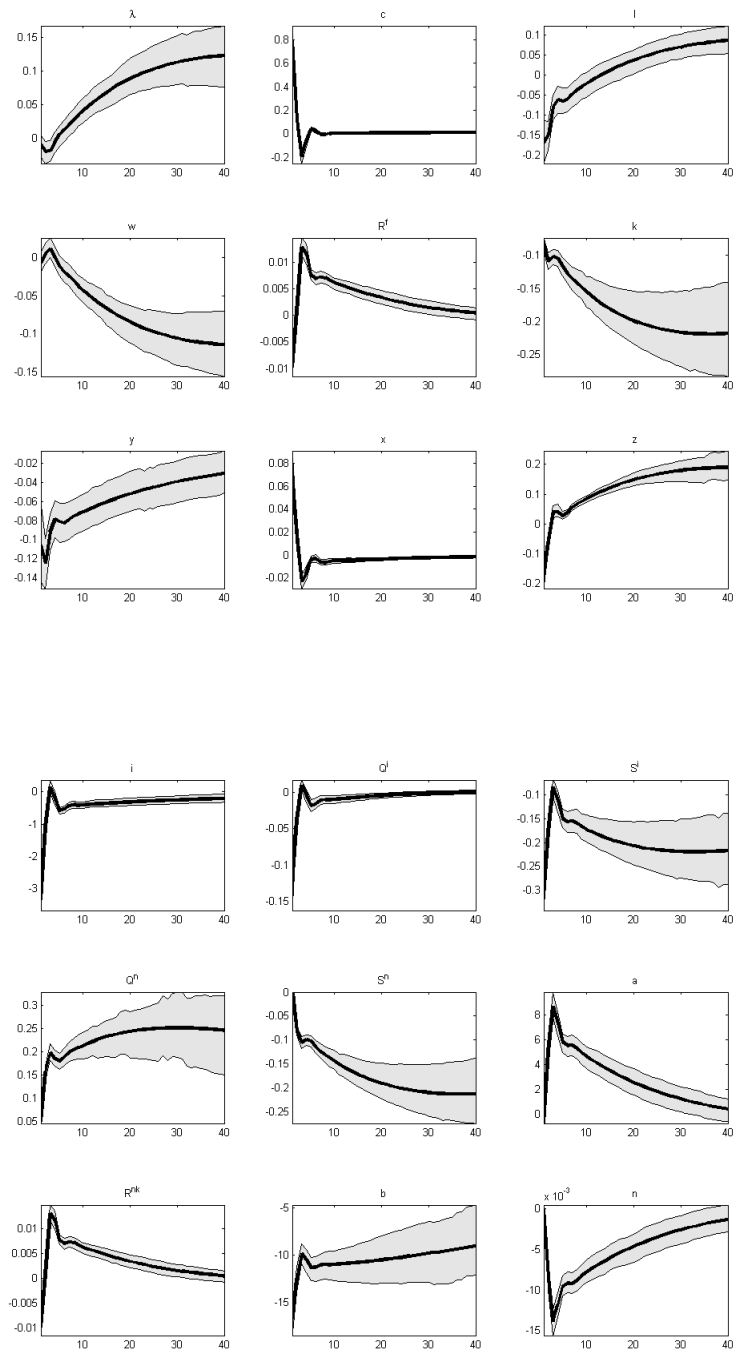 λ
0.15
0.1
0.05
0
10 20 30 40
c
0.8
0.6
0.4
0.2
0
-0.2
10 20 30 40
l
0.1
0.05
0
-0.05
-0.1
-0.15
-0.2
10 20 30 40
w
0
-0.05
-0.1
-0.15
10 20 30 40
R^f
0.01
0.005
0
-0.005
-0.01
10 20 30 40
k
-0.1
-0.15
-0.2
-0.25
10 20 30 40
y
-0.02
-0.04
-0.06
-0.08
-0.1
-0.12
-0.14
10 20 30 40
x
0.08
0.06
0.04
0.02
0
-0.02
10 20 30 40
z
0.2
0.1
0
-0.1
-0.2
10 20 30 40
i
0
-1
-2
-3
10 20 30 40
Q^i
0
-0.05
-0.1
-0.15
10 20 30 40
S^i
-0.1
-0.15
-0.2
-0.25
-0.3
10 20 30 40
Q^n
0.3
0.25
0.2
0.15
0.1
0.05
10 20 30 40
S^n
0
-0.05
-0.1
-0.15
-0.2
-0.25
10 20 30 40
a
8
6
4
2
0
10 20 30 40
R^nk
0.01
0.005
0
-0.005
-0.01
10 20 30 40
b
-5
-10
-15
10 20 30 40
n
x 10^-3
0
-5
-10
-15
10 20 30 40